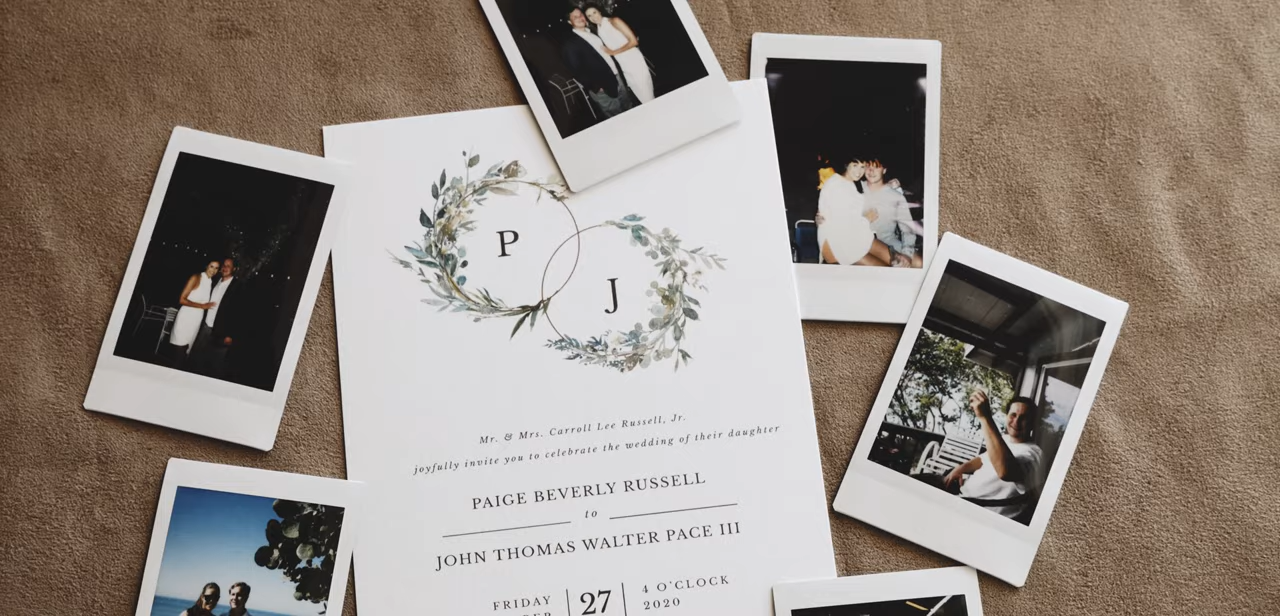 P
J
Mr. & Mrs. Carroll Lee Russell, Jr.
joyfully invite you to celebrate the wedding of their daughter
PAIGE BEVERLY RUSSELL
to
JOHN THOMAS WALTER PACE III
FRIDAY
27
4 O'CLOCK
2020